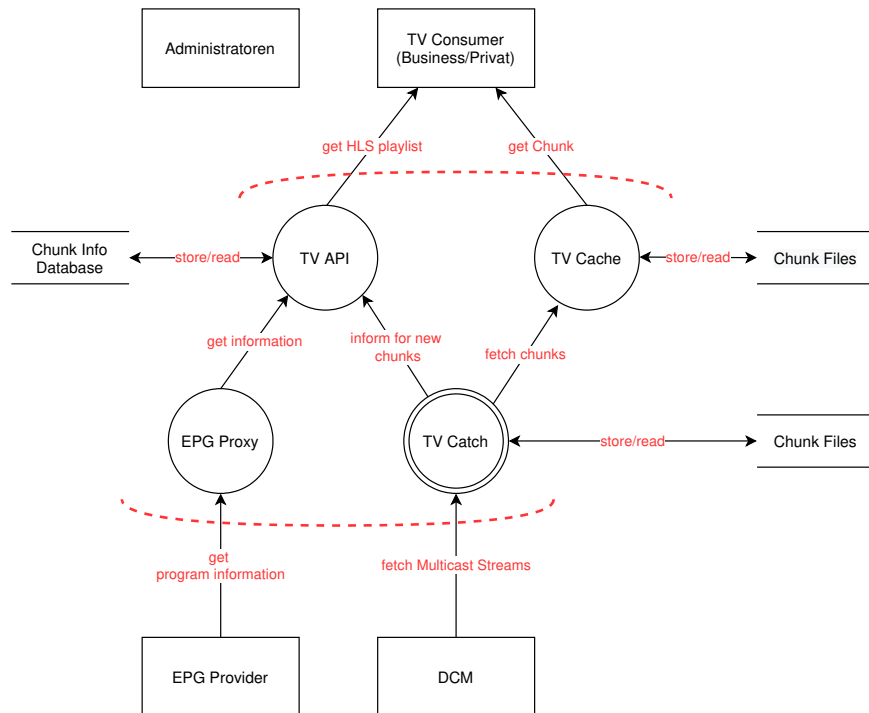 Administratoren
TV Consumer
(Business/Privat)
get HLS playlist
get Chunk
Chunk Info
Database
store/read
TV API
TV Cache
store/read
Chunk Files
get information
inform for new
chunks
fetch chunks
EPG Proxy
TV Catch
store/read
Chunk Files
get
program information
fetch Multicast Streams
EPG Provider
DCM